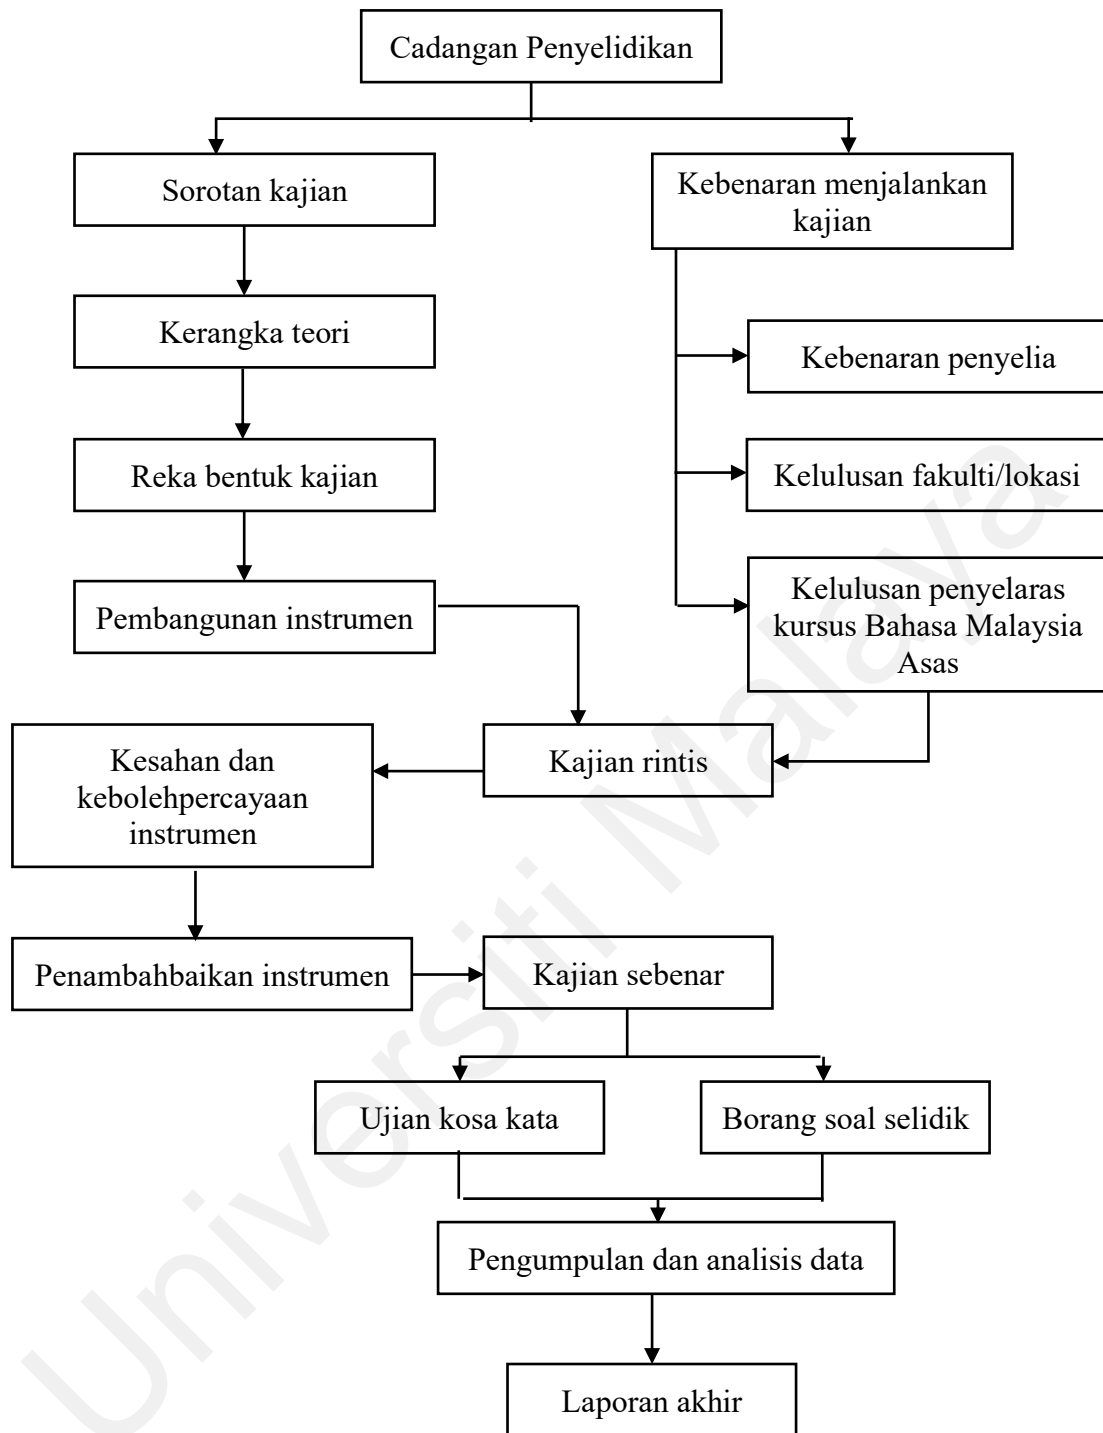 Cadangan Penyelidikan
Sorotan kajian
Kebenaran menjalankan
kajian
Kerangka teori
Kebenaran penyelia
Reka bentuk kajian
Kelulusan fakulti/lokasi
Pembangunan instrumen
Kelulusan penyelaras
kursus Bahasa Malaysia
Asas
Kesahan dan
kebolehpercayaan
instrumen
Kajian rintis
Penambahbaikan instrumen
Kajian sebenar
Ujian kosa kata
Borang soal selidik
Pengumpulan dan analisis data
Laporan akhir
Universiti Malaya